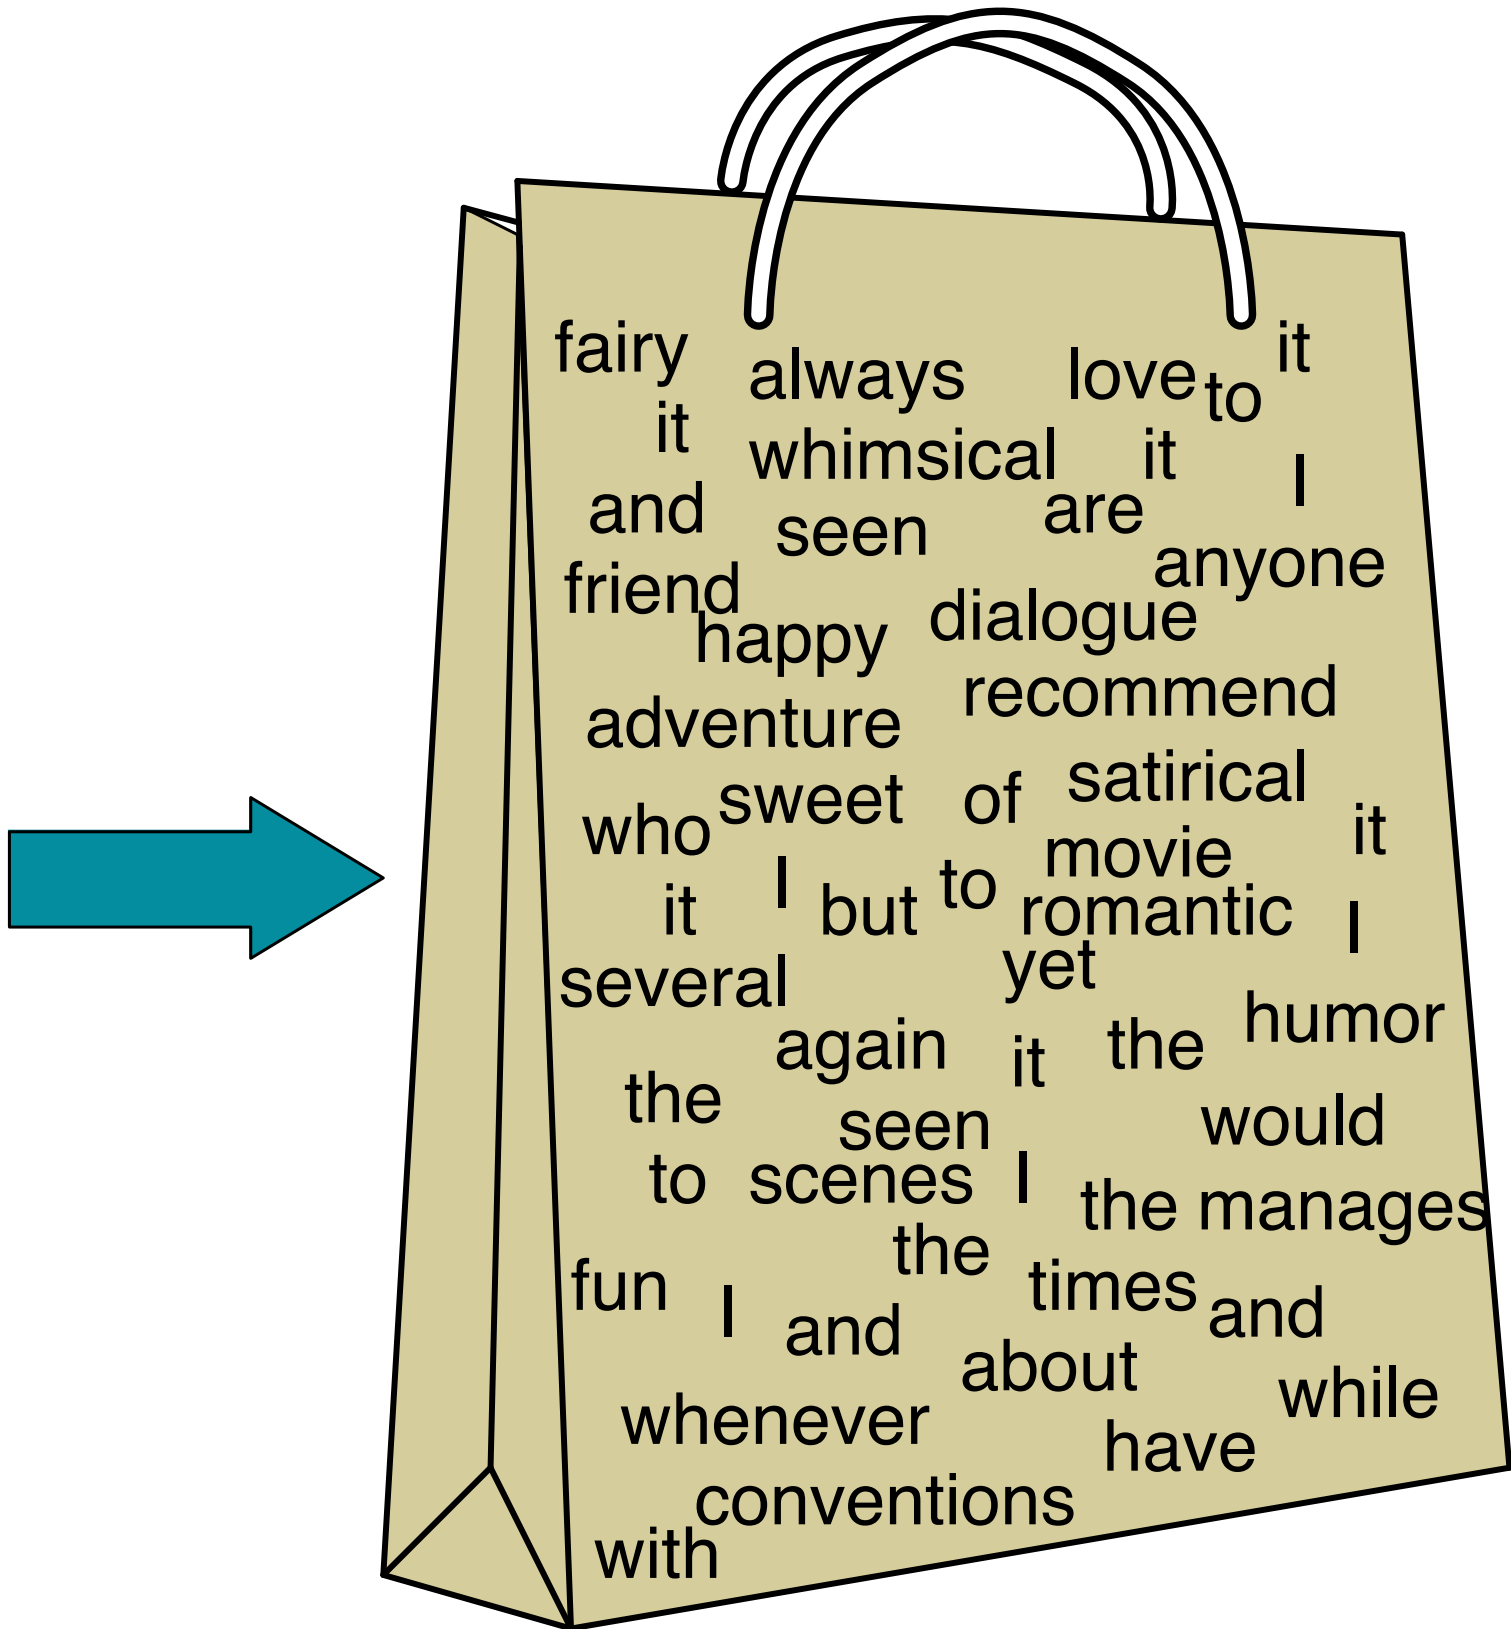 fairy always love to it
it whimsical it I
and seen are anyone
friend happy dialogue
adventure recommend
who sweet of satirical it
it I but to movie romantic I
several yet
again it the humor
the seen would
to scenes I the manages
the
fun I and times and
about while
whenever have
conventions
with